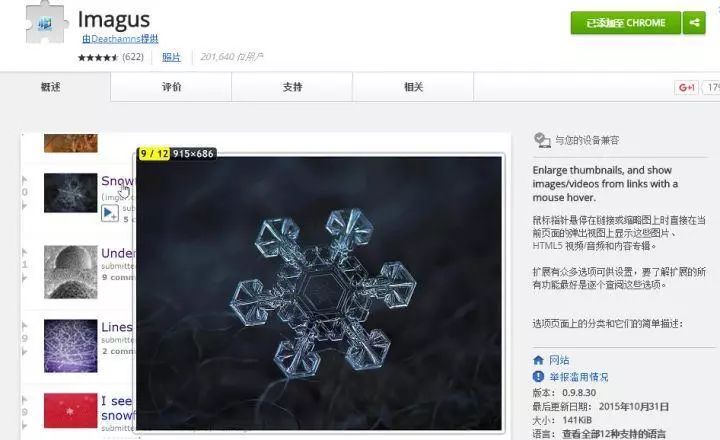 Imagus
由Deathamns提供
(622) 照片 201,640 位用户
已添加至 CHROME
概述 评价 支持 相关
G+1 179
9 / 12 915×686
0
Snowf
(imgur.c
sub
5 c
1
Under
submitted
9 comme
9
Lines
submitte
2 comm
9
I see
snowf
submitte
与您的设备兼容
Enlarge thumbnails, and show
images/videos from links with a
mouse hover.
鼠标指针悬停在链接或缩略图上时直接在
当前页面的弹出视图上显示这些图片、
HTML5 视频/音频和内容专辑。
扩展有众多选项可供设置，要了解扩展的所
有功能最好是逐个查阅这些选项。
选项页面上的分类和它们的简单描述：
网站
举报滥用情况
版本： 0.9.8.30
最后更新日期： 2015年10月31日
大小： 141KiB
语言： 查看全部12种支持的语言